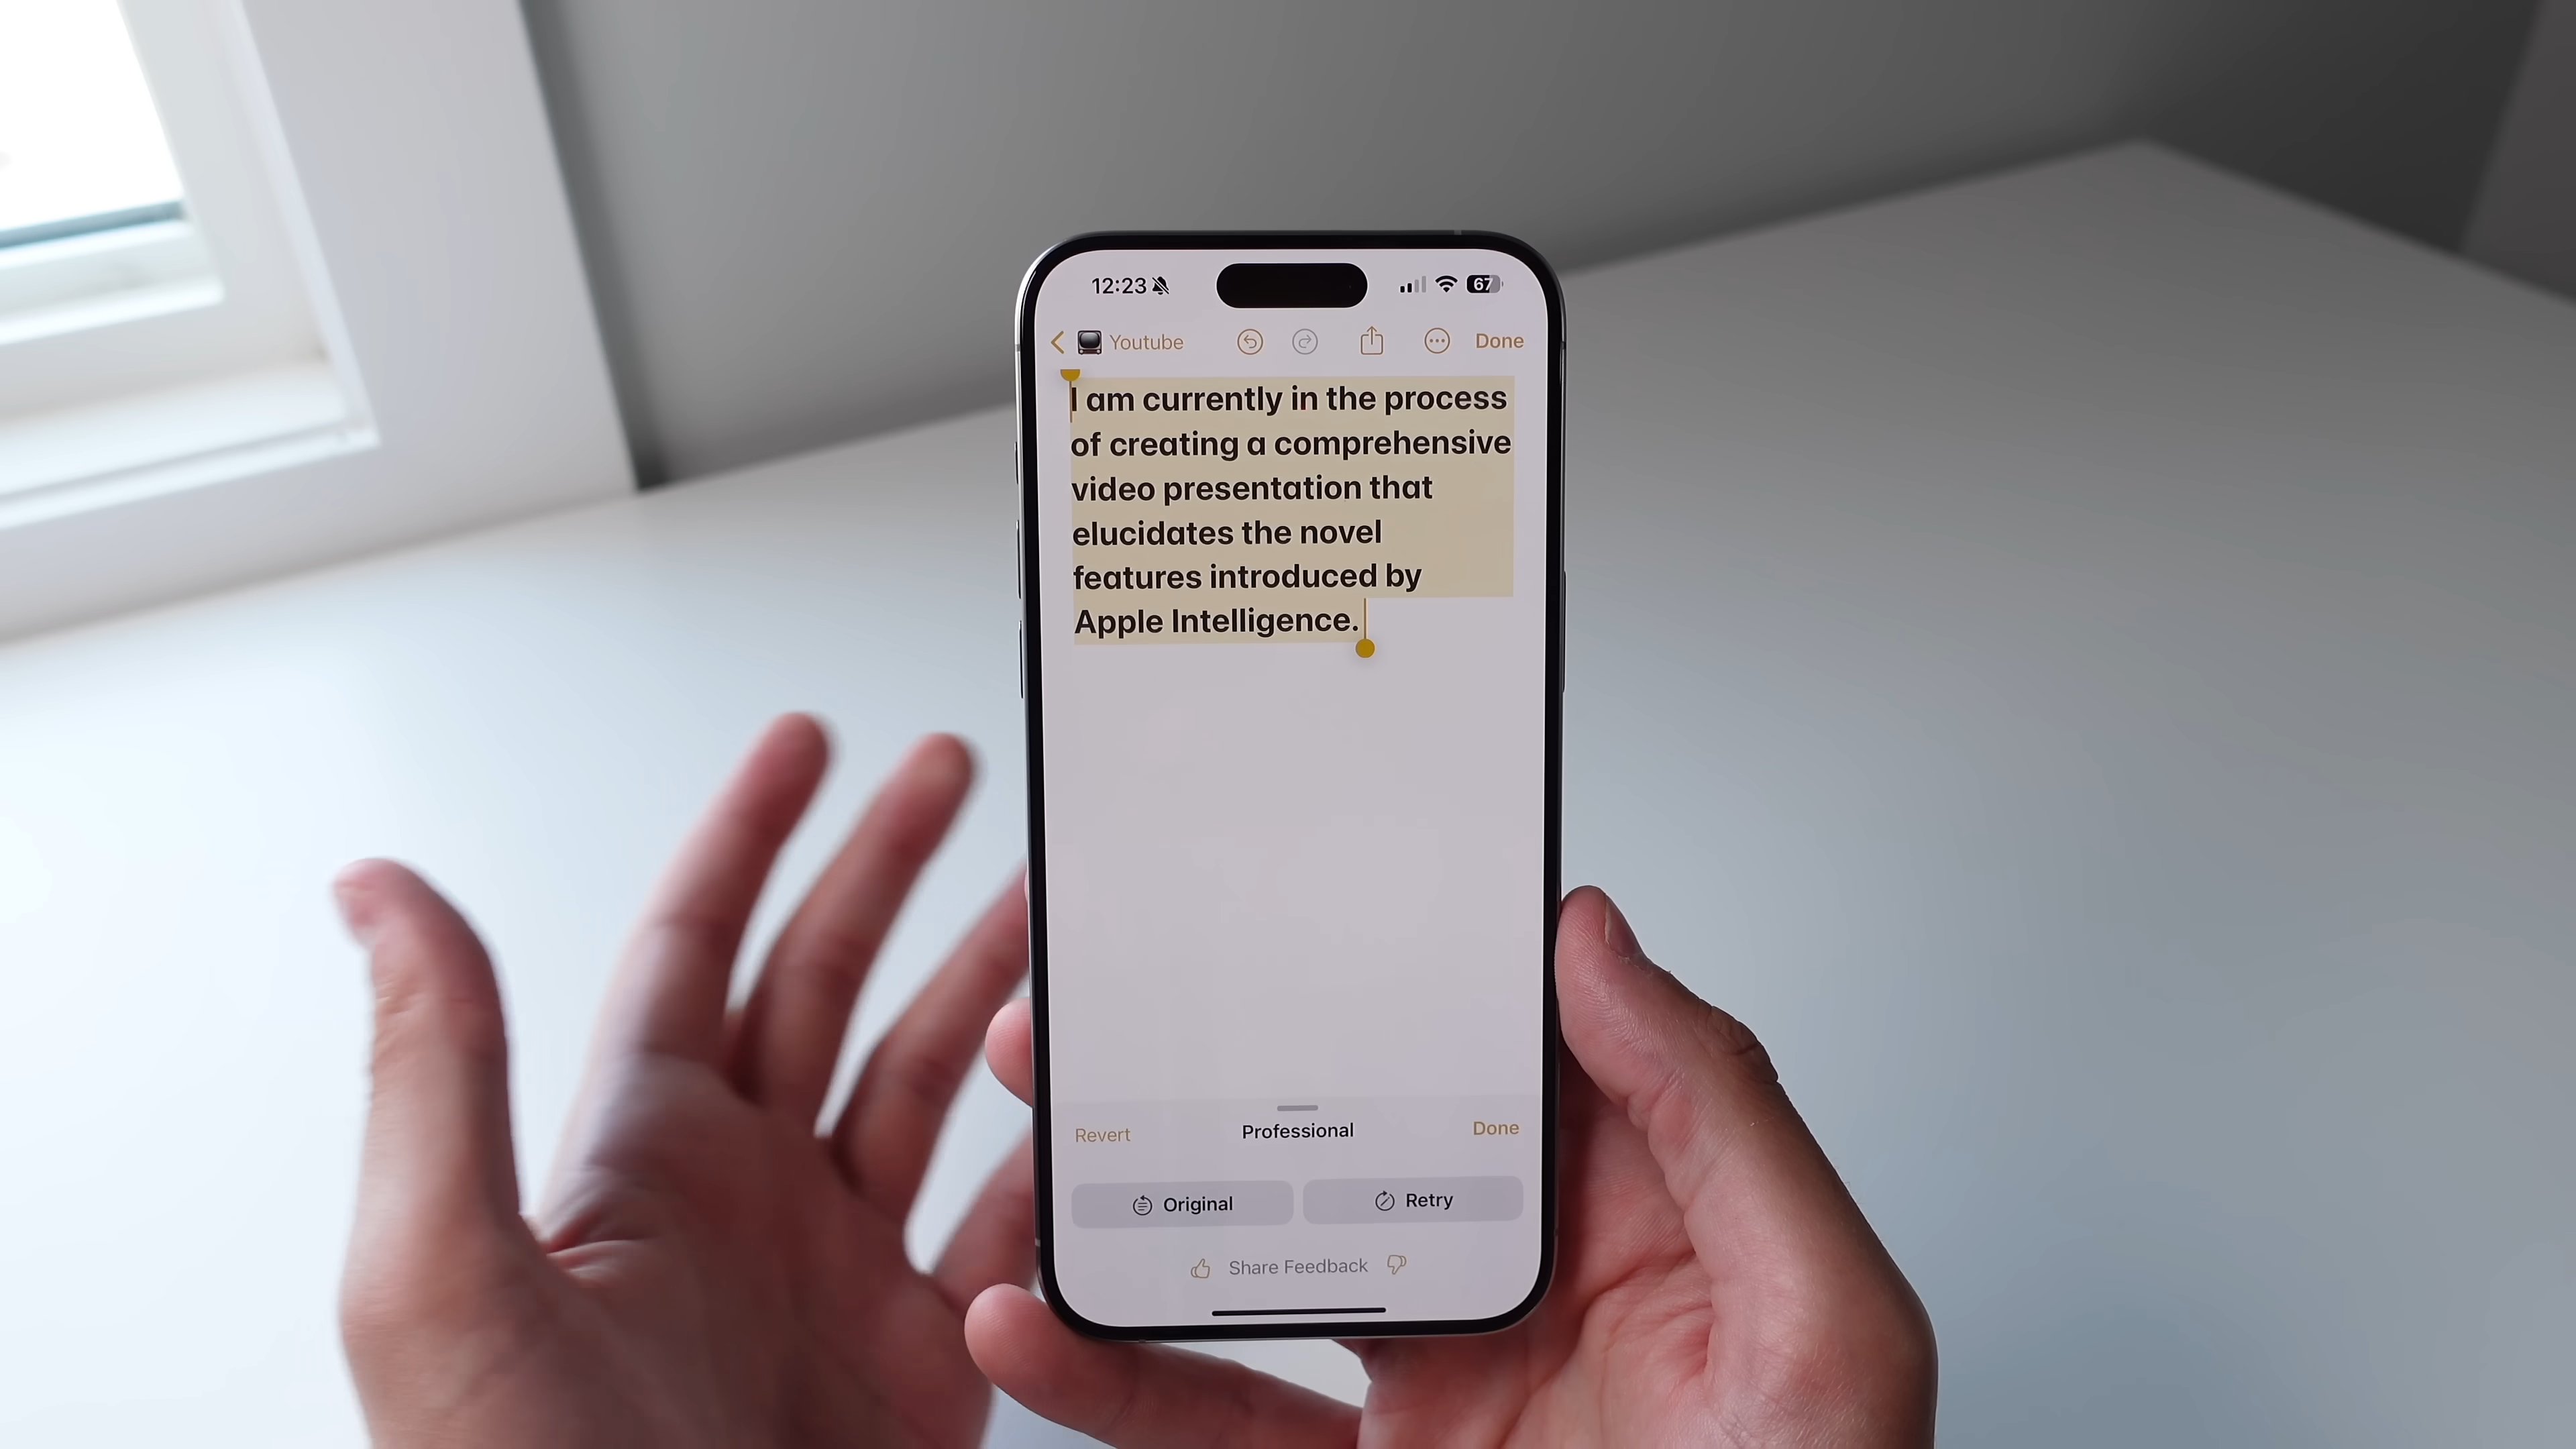 12:23 67
Youtube Done
I am currently in the process
of creating a comprehensive
video presentation that
elucidates the novel
features introduced by
Apple Intelligence.
Revert Professional Done
Original Retry
Share Feedback